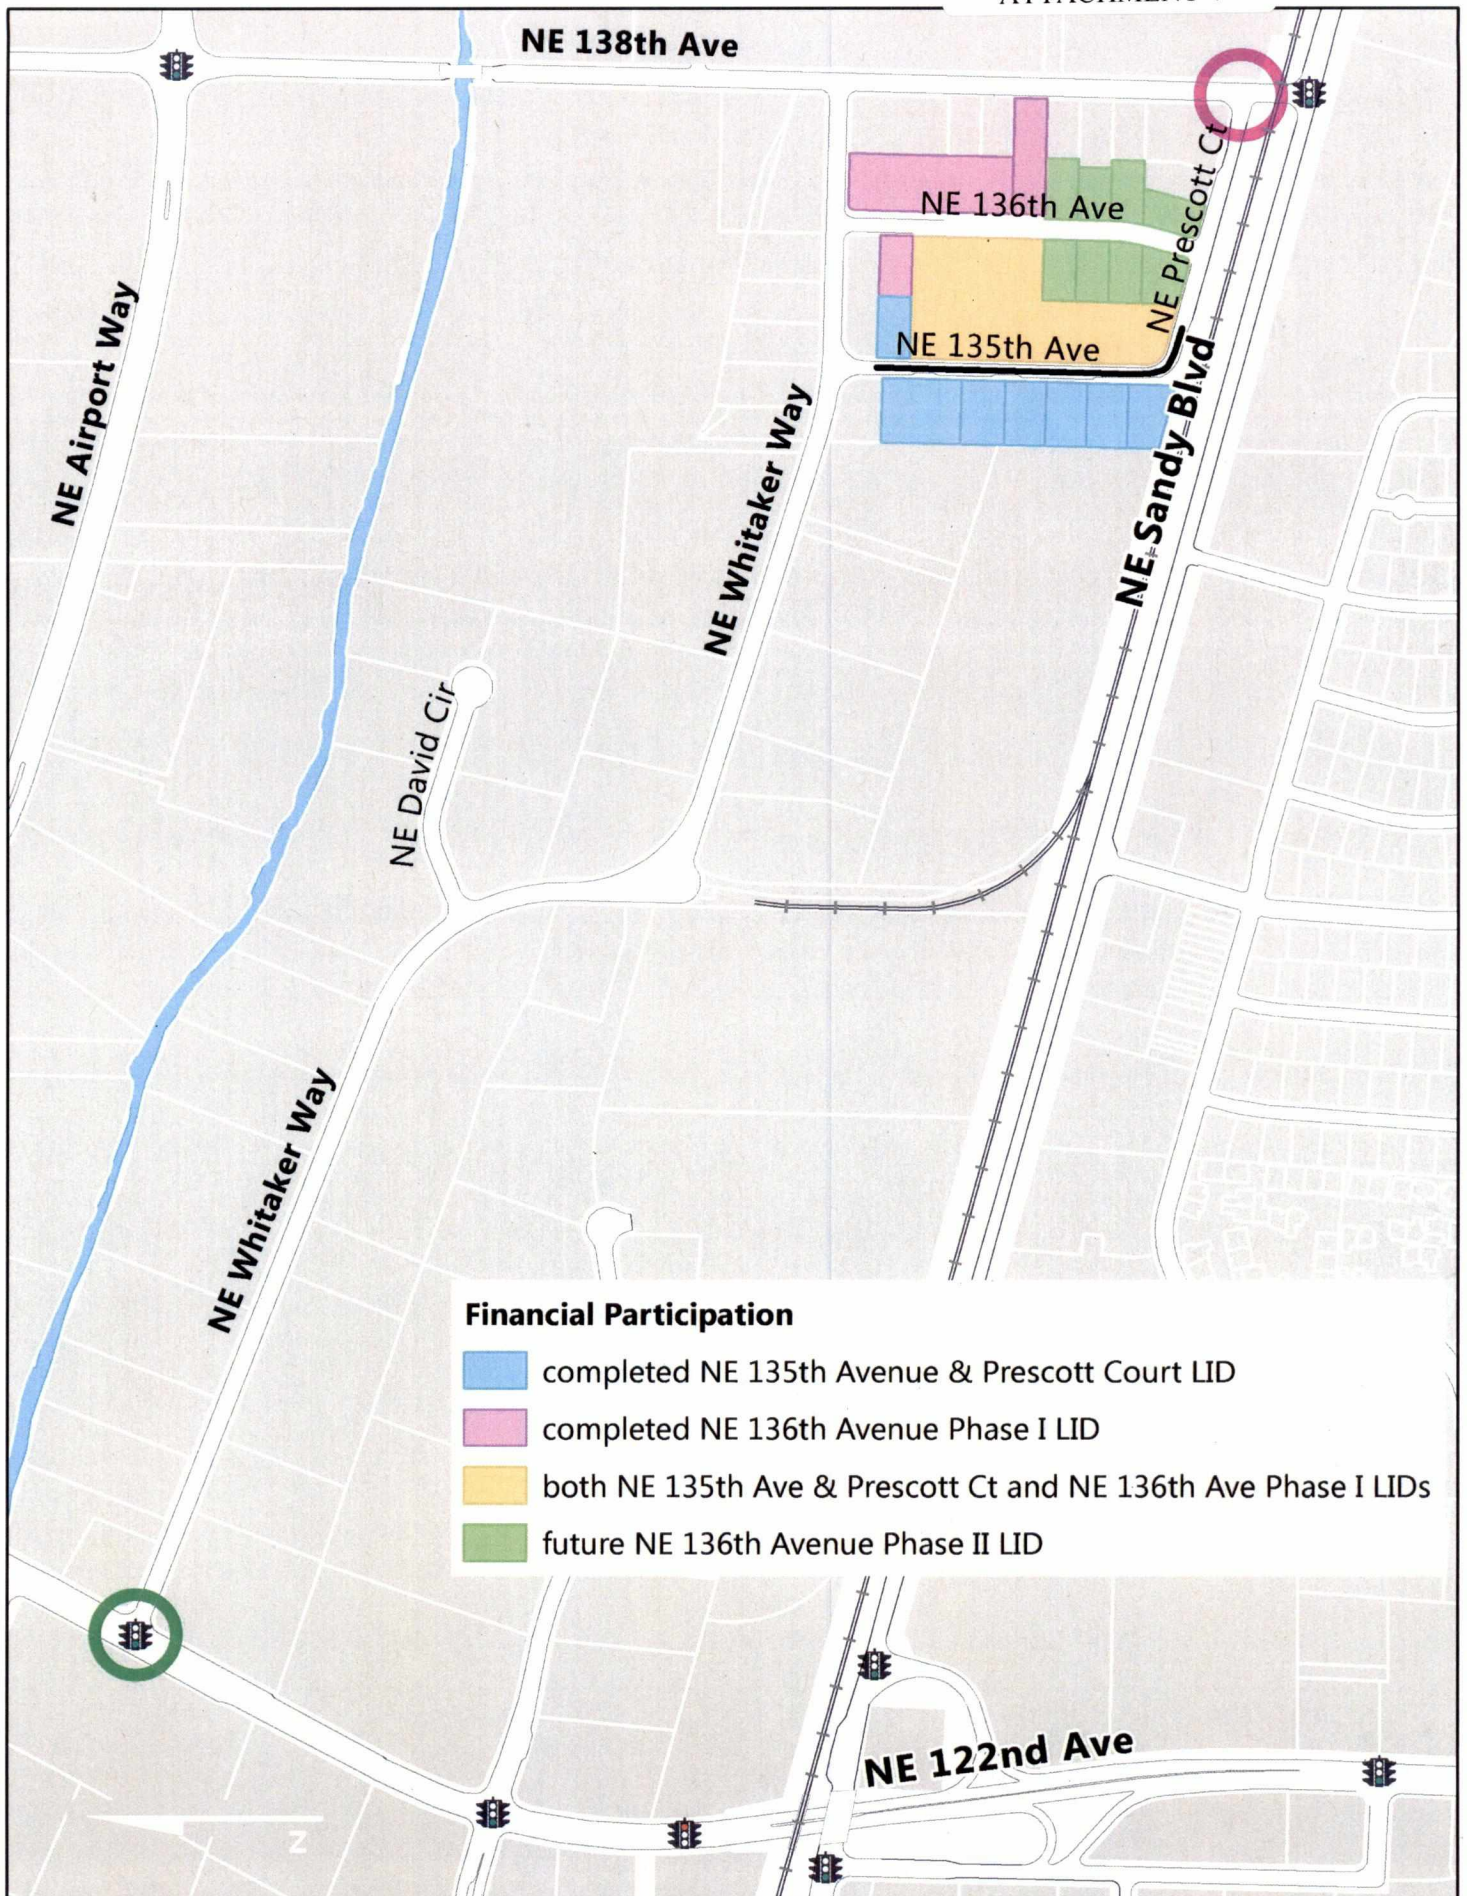 NE 138th Ave
NE Prescott Ct
NE 136th Ave
NE Airport Way
NE 135th Ave
NE Sandy Blvd
NE Whitaker Way
NE David Cir
NE Whitaker Way
Financial Participation
completed NE 135th Avenue & Prescott Court LID
completed NE 136th Avenue Phase I LID
both NE 135th Ave & Prescott Ct and NE 136th Ave Phase I LIDs
future NE 136th Avenue Phase II LID
NE 122nd Ave
N